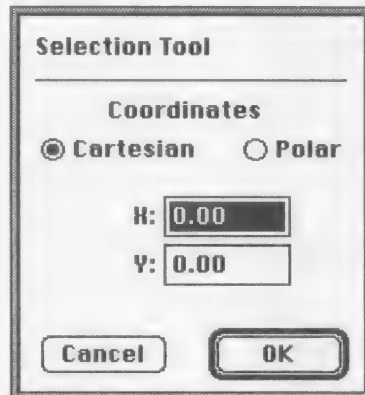 Selection Tool
Coordinates
Cartesian Polar
X: 0.00
Y: 0.00
Cancel OK